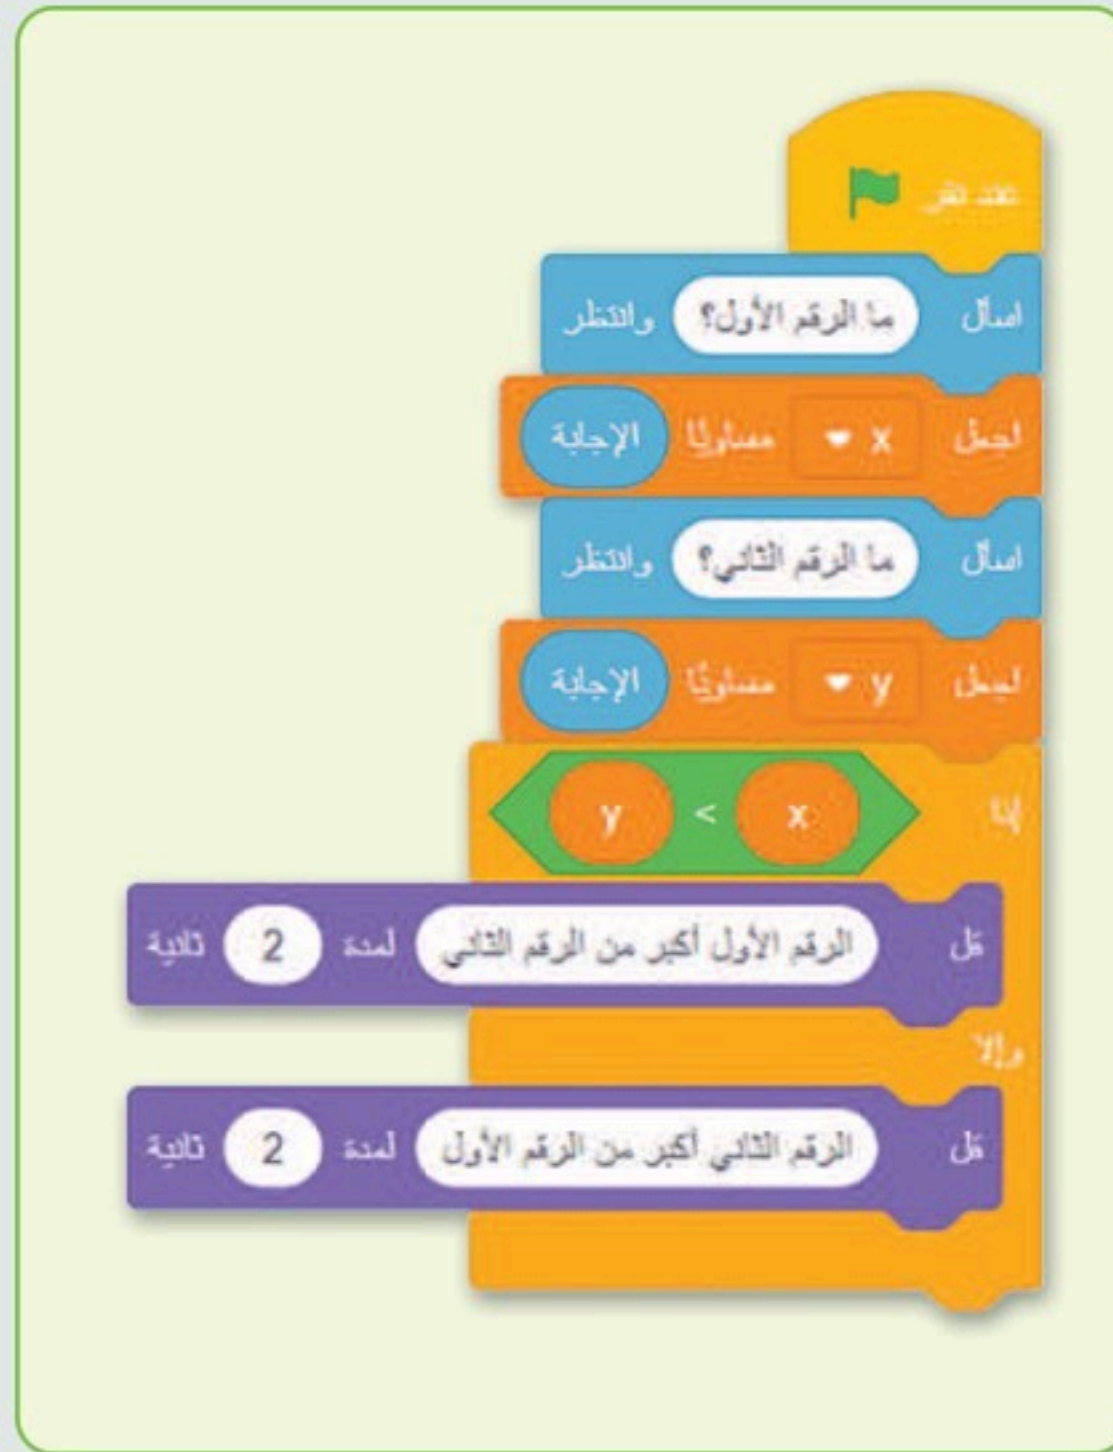 عند نقر
اسأل ما الرقم الأول؟ وانتظر
اجعل x مساويًا الإجابة
اسأل ما الرقم الثاني؟ وانتظر
اجعل y مساويًا الإجابة
إذا x < y
قل الرقم الأول أكبر من الرقم الثاني لمدة 2 ثانية
وإلا
قل الرقم الثاني أكبر من الرقم الأول لمدة 2 ثانية